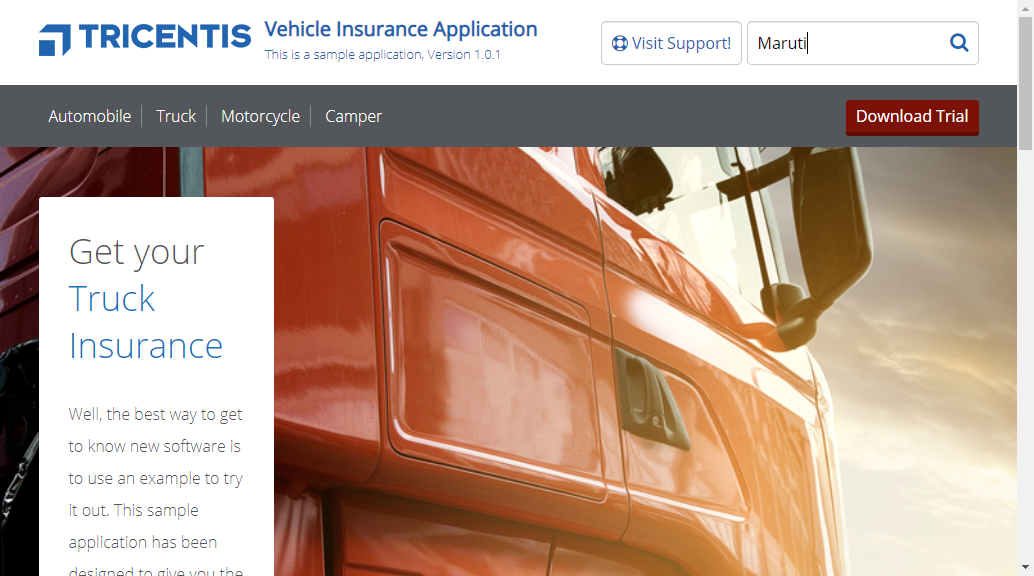 TRICENTIS
Vehicle Insurance Application
This is a sample application, Version 1.0.1
Visit Support!
Maruti
Automobile
Truck
Motorcycle
Camper
Download Trial
Get your
Truck
Insurance
Well, the best way to get
to know new software is
to use an example to try
it out. This sample
application has been
designed to give you the